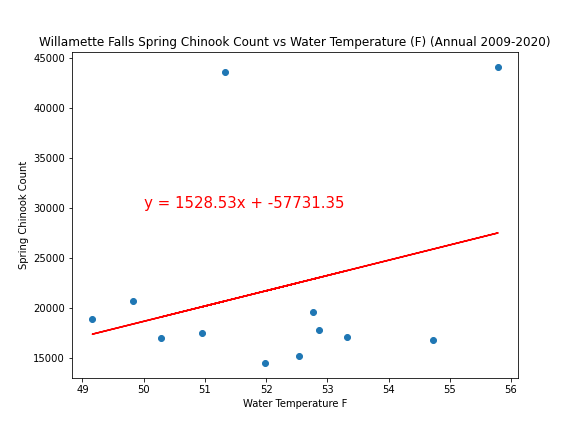 Willamette Falls Spring Chinook Count vs Water Temperature (F) (Annual 2009-2020)
45000
40000
35000
30000
25000
20000
15000
Spring Chinook Count
y = 1528.53x + -57731.35
49 50 51 52 53 54 55 56
Water Temperature F